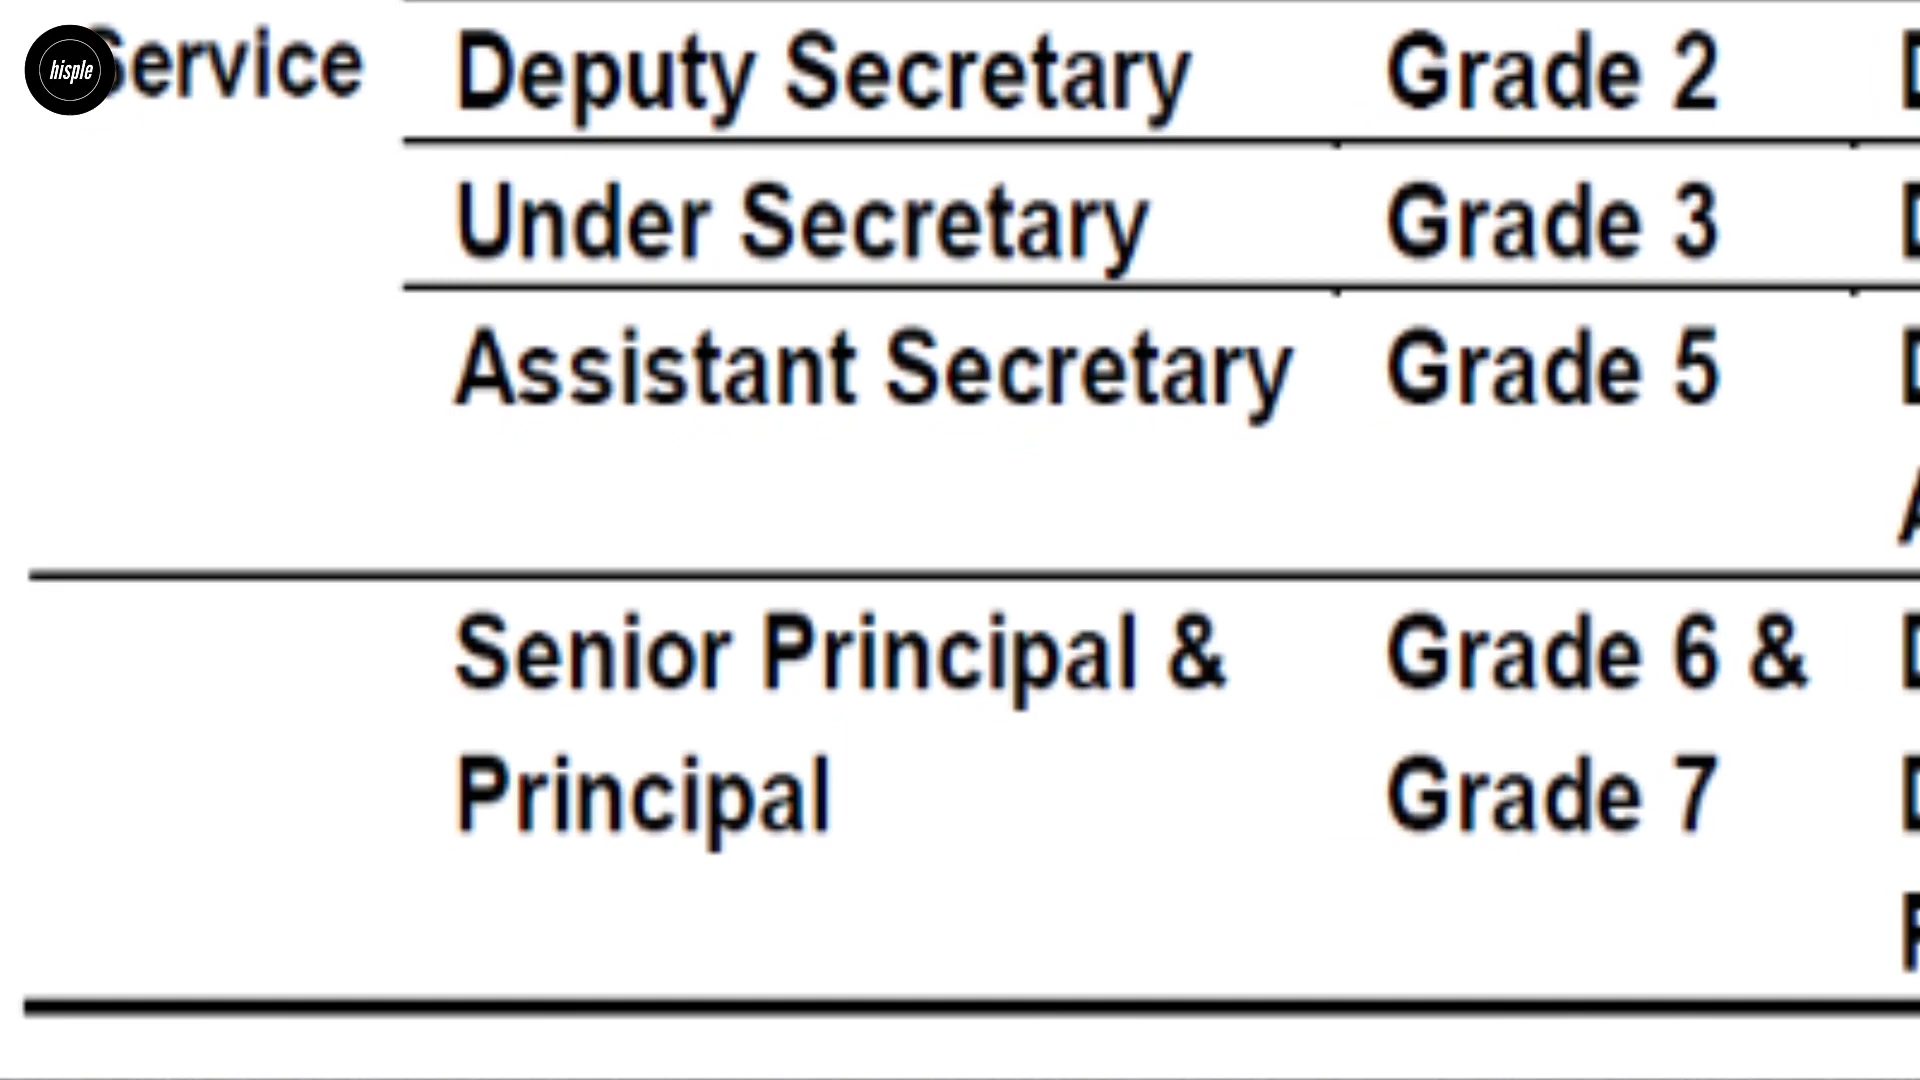 hisple
Service Deputy Secretary Grade 2
Under Secretary Grade 3
Assistant Secretary Grade 5
Senior Principal & Grade 6 &
Principal Grade 7